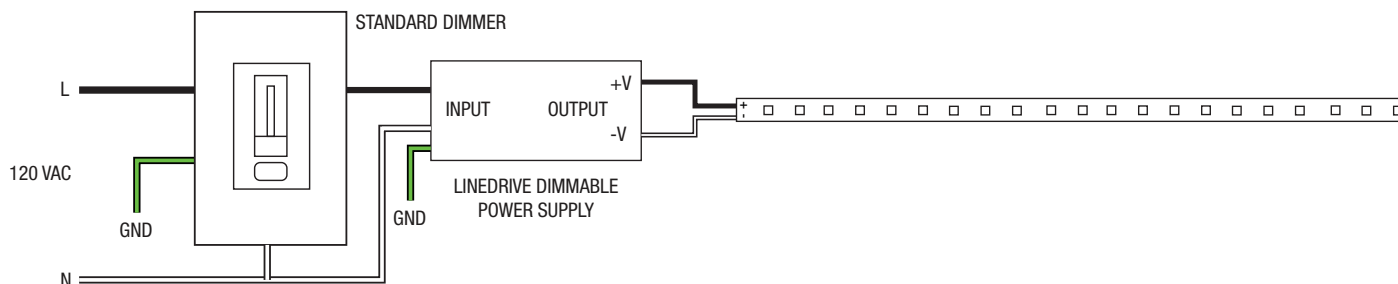 STANDARD DIMMER
L
120 VAC
GND
N
INPUT
OUTPUT
+V
-V
GND
LINEDRIVE DIMMABLE
POWER SUPPLY
+
-